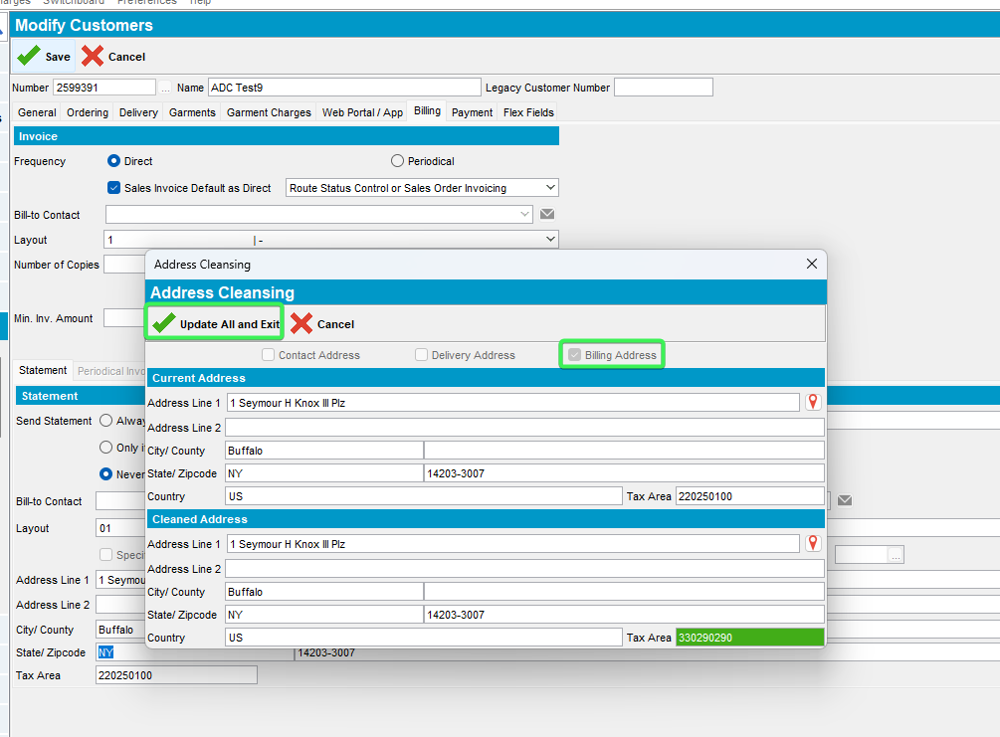 Switchboard Preferences Help
Modify Customers
Save Cancel
Number 2599391 ... Name ADC Test9 Legacy Customer Number
General Ordering Delivery Garments Garment Charges Web Portal / App Billing Payment Flex Fields
Invoice
Frequency Direct Periodical
Sales Invoice Default as Direct Route Status Control or Sales Order Invoicing
Bill-to Contact
Layout 1 | -
Number of Copies
Min. Inv. Amount
Address Cleansing
Address Cleansing
Update All and Exit Cancel
Contact Address Delivery Address Billing Address
Current Address
Address Line 1 1 Seymour H Knox III Plz
Address Line 2
City/ County Buffalo
State/ Zipcode NY 14203-3007
Country US Tax Area 220250100
Cleaned Address
Address Line 1 1 Seymour H Knox III Plz
Address Line 2
City/ County Buffalo
State/ Zipcode NY 14203-3007
Country US Tax Area 330290290
Statement Periodical Invo
Statement
Send Statement Alway
Only i
Never
Bill-to Contact
Layout 01
Speci ...
Address Line 1 1 Seymou
Address Line 2
City/ County Buffalo
State/ Zipcode NY 14203-3007
Tax Area 220250100